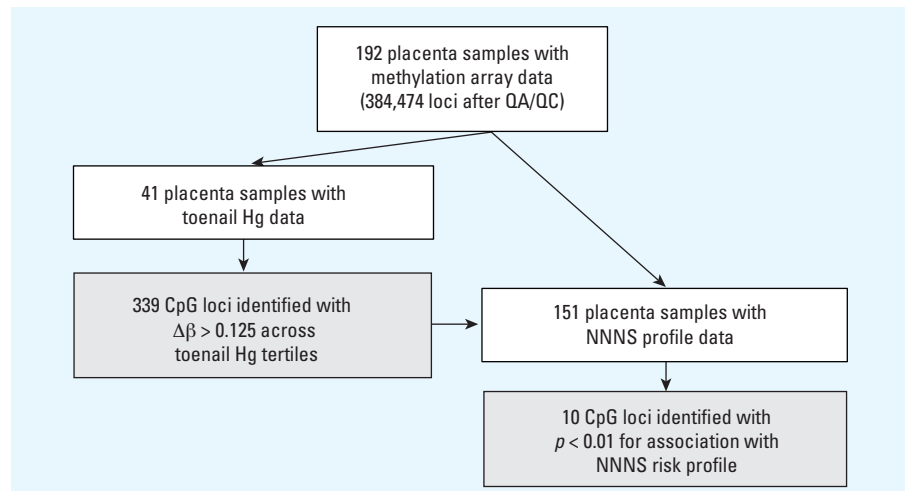 192 placenta samples with
methylation array data
(384,474 loci after QA/QC)
41 placenta samples with
toenail Hg data
339 CpG loci identified with
Δβ > 0.125 across
toenail Hg tertiles
151 placenta samples with
NNNS profile data
10 CpG loci identified with
p < 0.01 for association with
NNNS risk profile